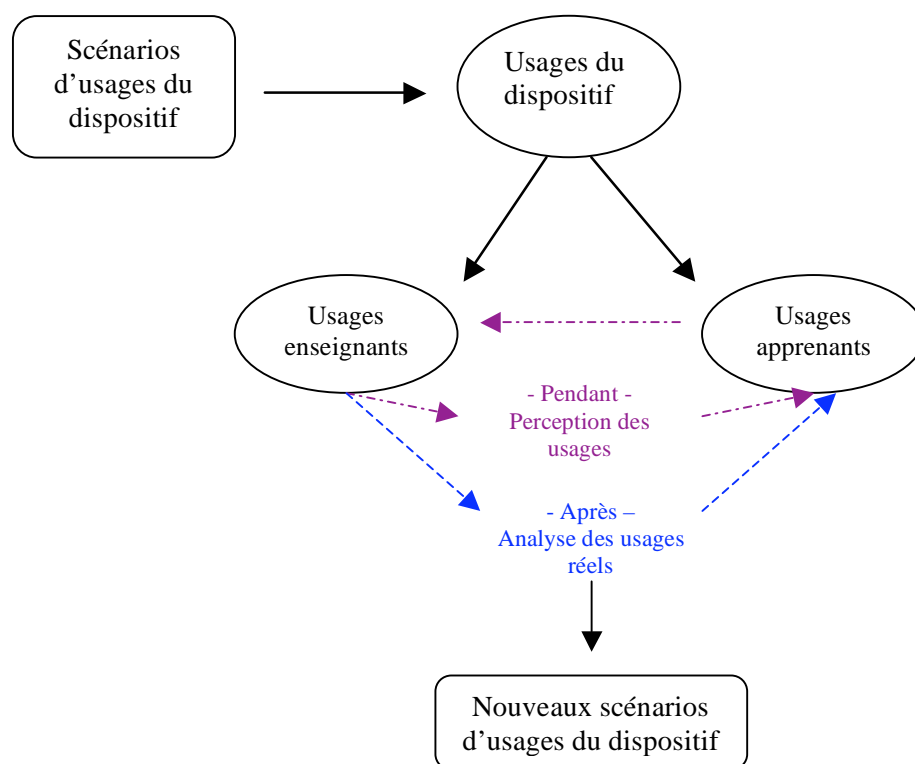 Scénarios
d’usages du
dispositif
Usages du
dispositif
Usages
enseignants
Usages
apprenants
- Pendant -
Perception des
usages
- Après –
Analyse des usages
réels
Nouveaux scénarios
d’usages du dispositif